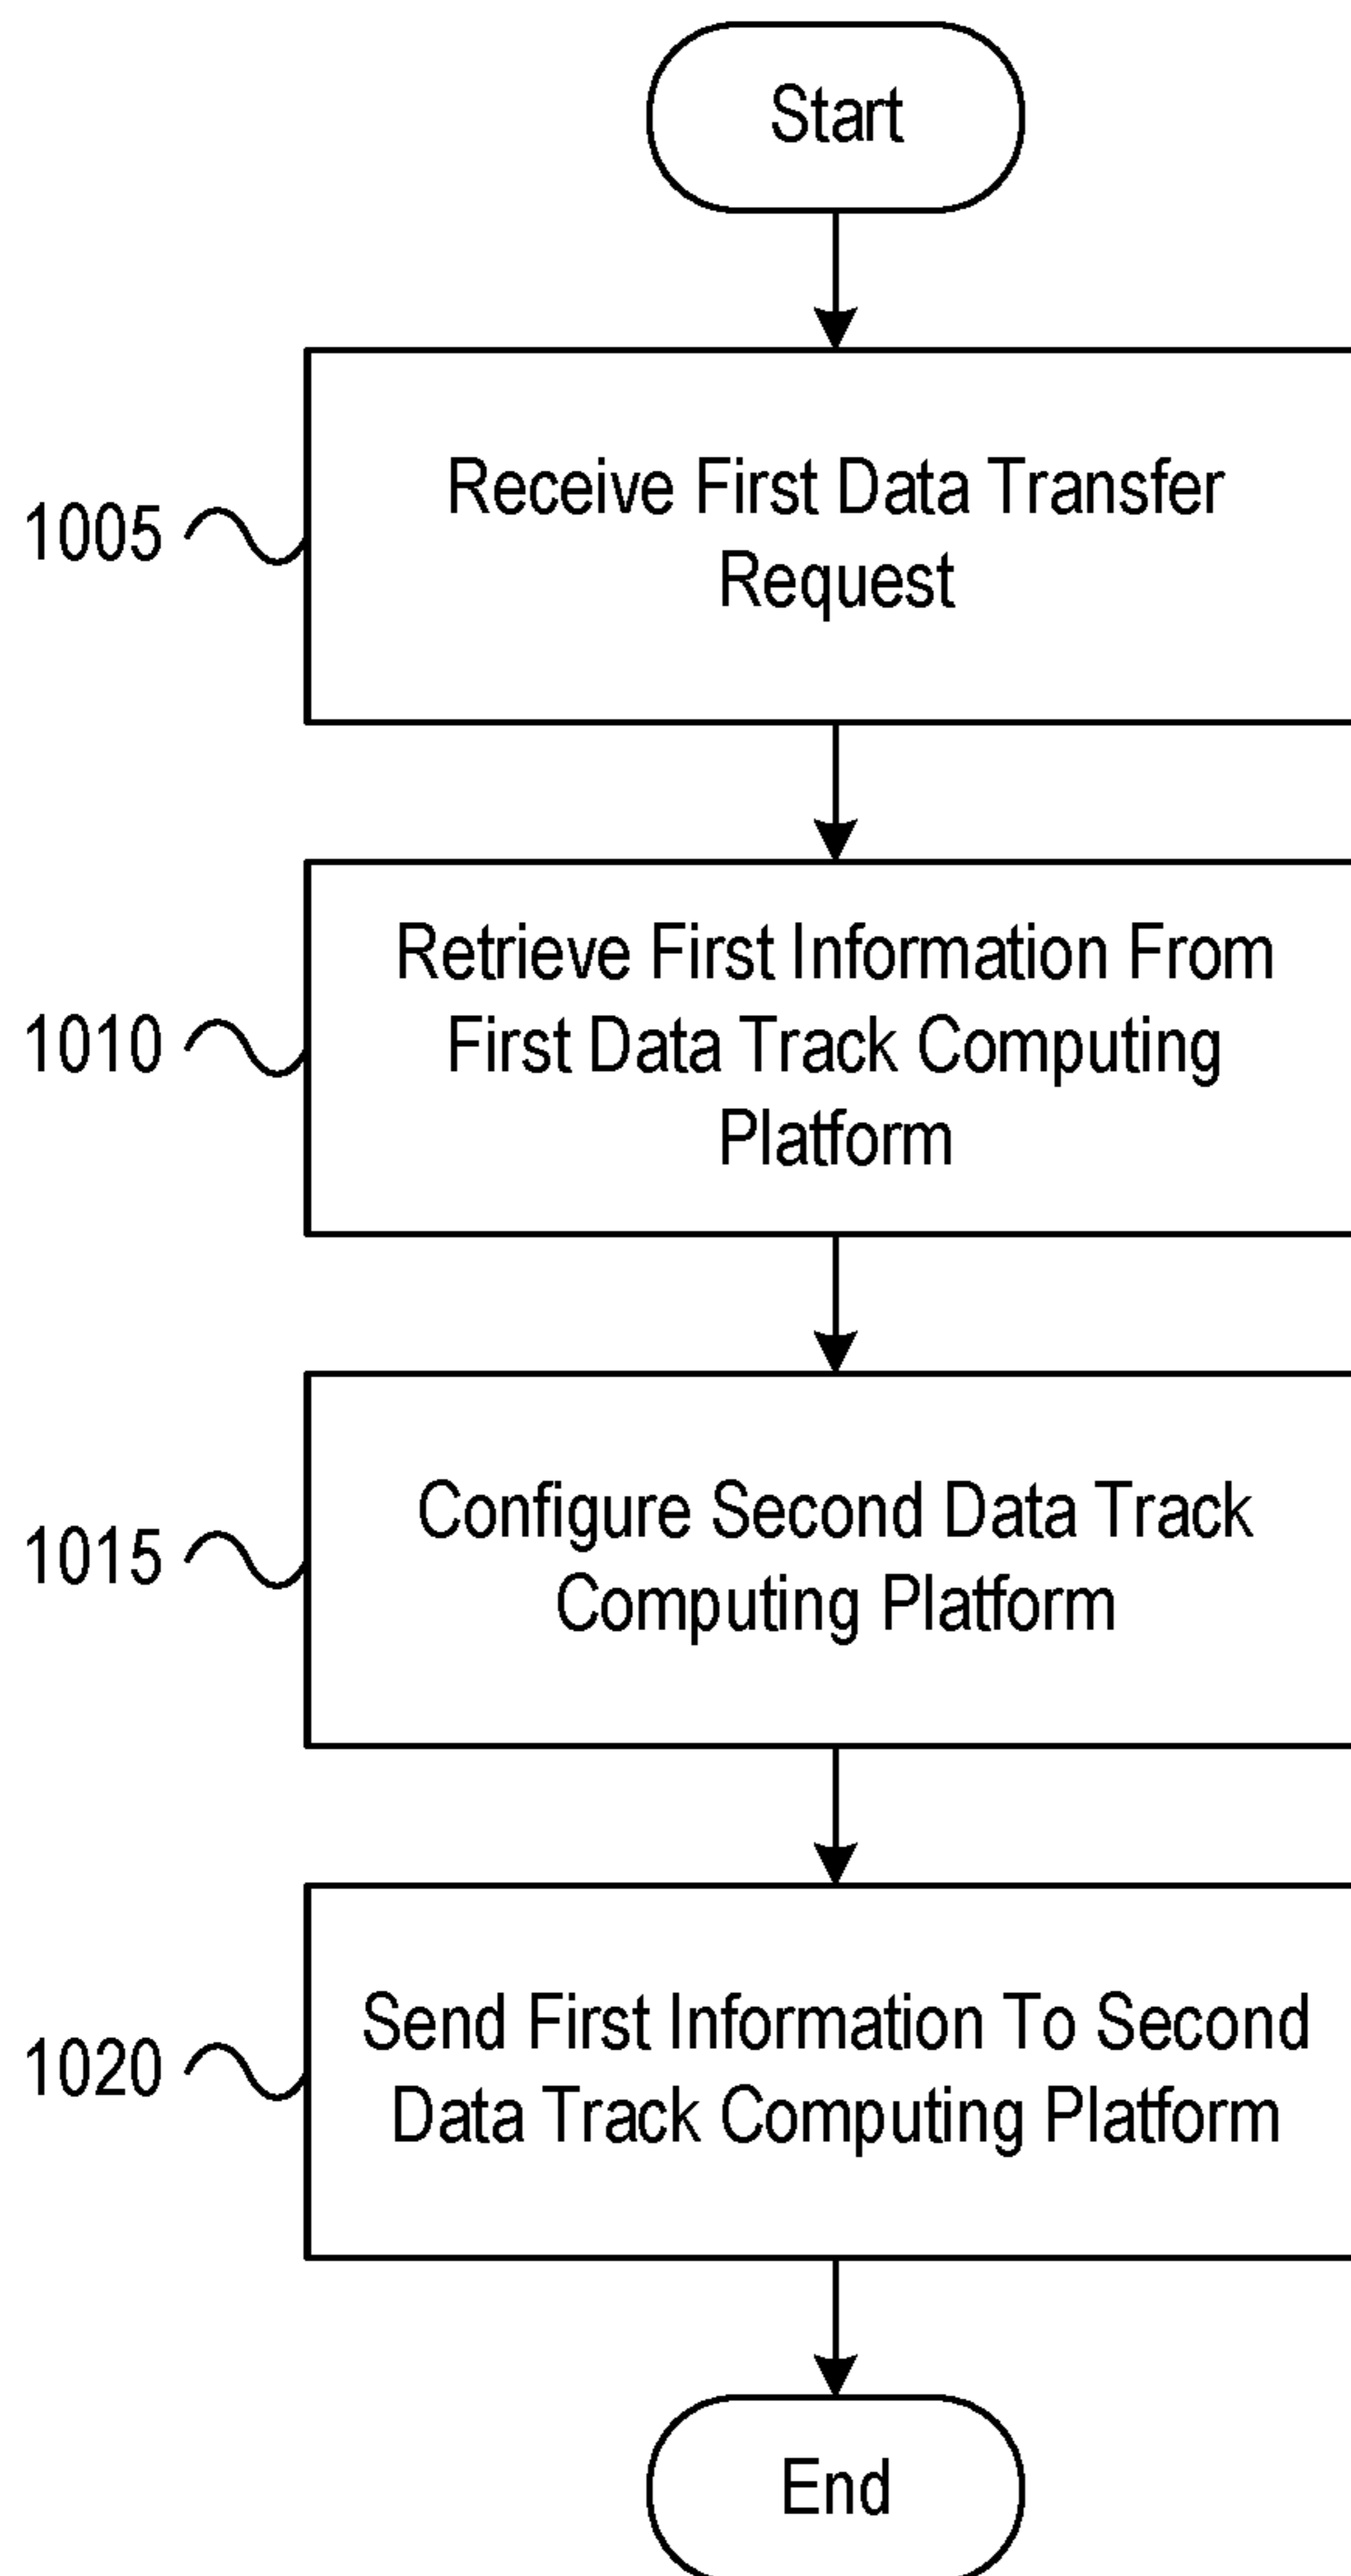 Start
1005
Receive First Data Transfer
Request
1010
Retrieve First Information From
First Data Track Computing
Platform
1015
Configure Second Data Track
Computing Platform
1020
Send First Information To Second
Data Track Computing Platform
End